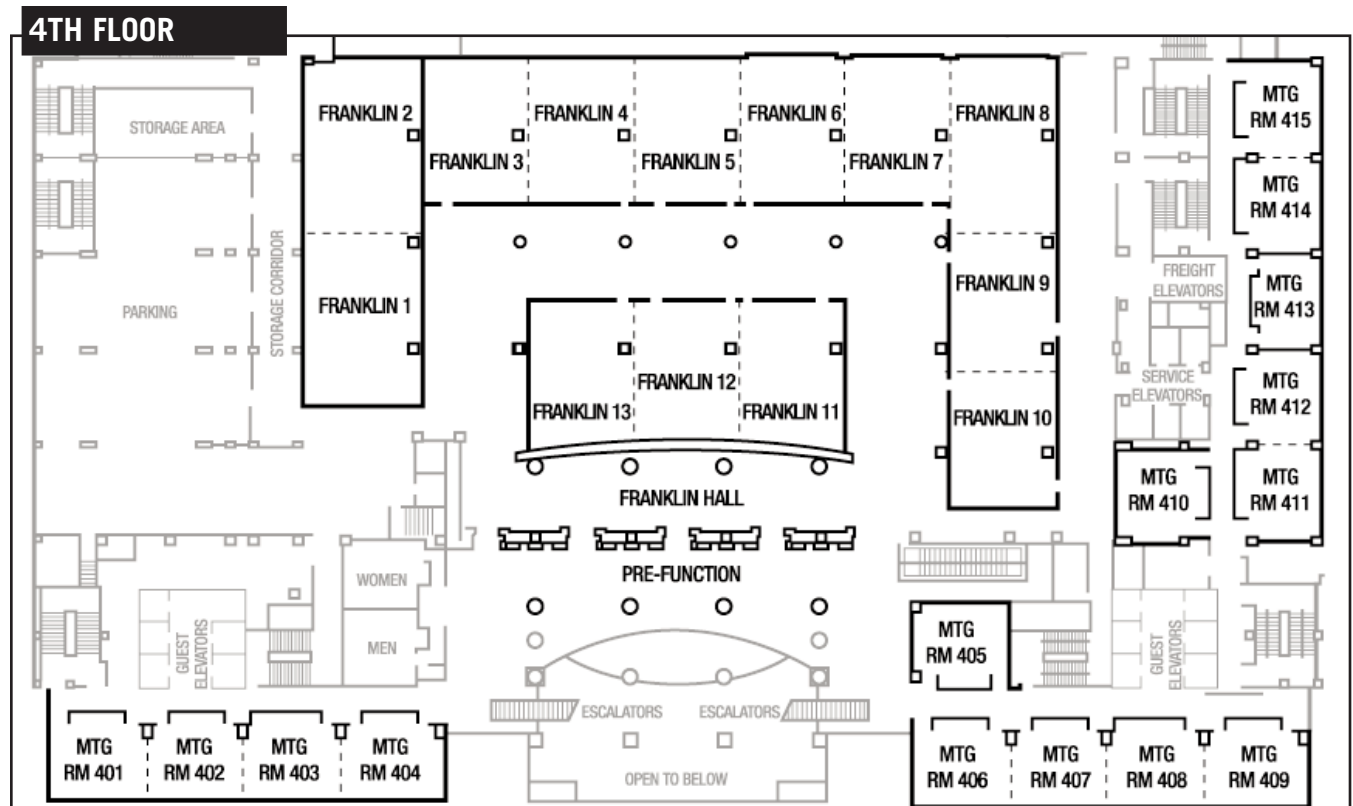 4TH FLOOR
STORAGE AREA
FRANKLIN 2
FRANKLIN 4
FRANKLIN 6
FRANKLIN 8
FRANKLIN 3
FRANKLIN 5
FRANKLIN 7
MTG
RM 415
MTG
RM 414
PARKING
STORAGE CORRIDOR
FRANKLIN 1
FRANKLIN 9
FREIGHT
ELEVATORS
MTG
RM 413
FRANKLIN 12
FRANKLIN 13
FRANKLIN 11
FRANKLIN 10
SERVICE
ELEVATORS
MTG
RM 412
FRANKLIN HALL
MTG
RM 410
MTG
RM 411
PRE-FUNCTION
WOMEN
MEN
GUEST
ELEVATORS
MTG
RM 405
GUEST
ELEVATORS
ESCALATORS
ESCALATORS
OPEN TO BELOW
MTG
RM 401
MTG
RM 402
MTG
RM 403
MTG
RM 404
MTG
RM 406
MTG
RM 407
MTG
RM 408
MTG
RM 409